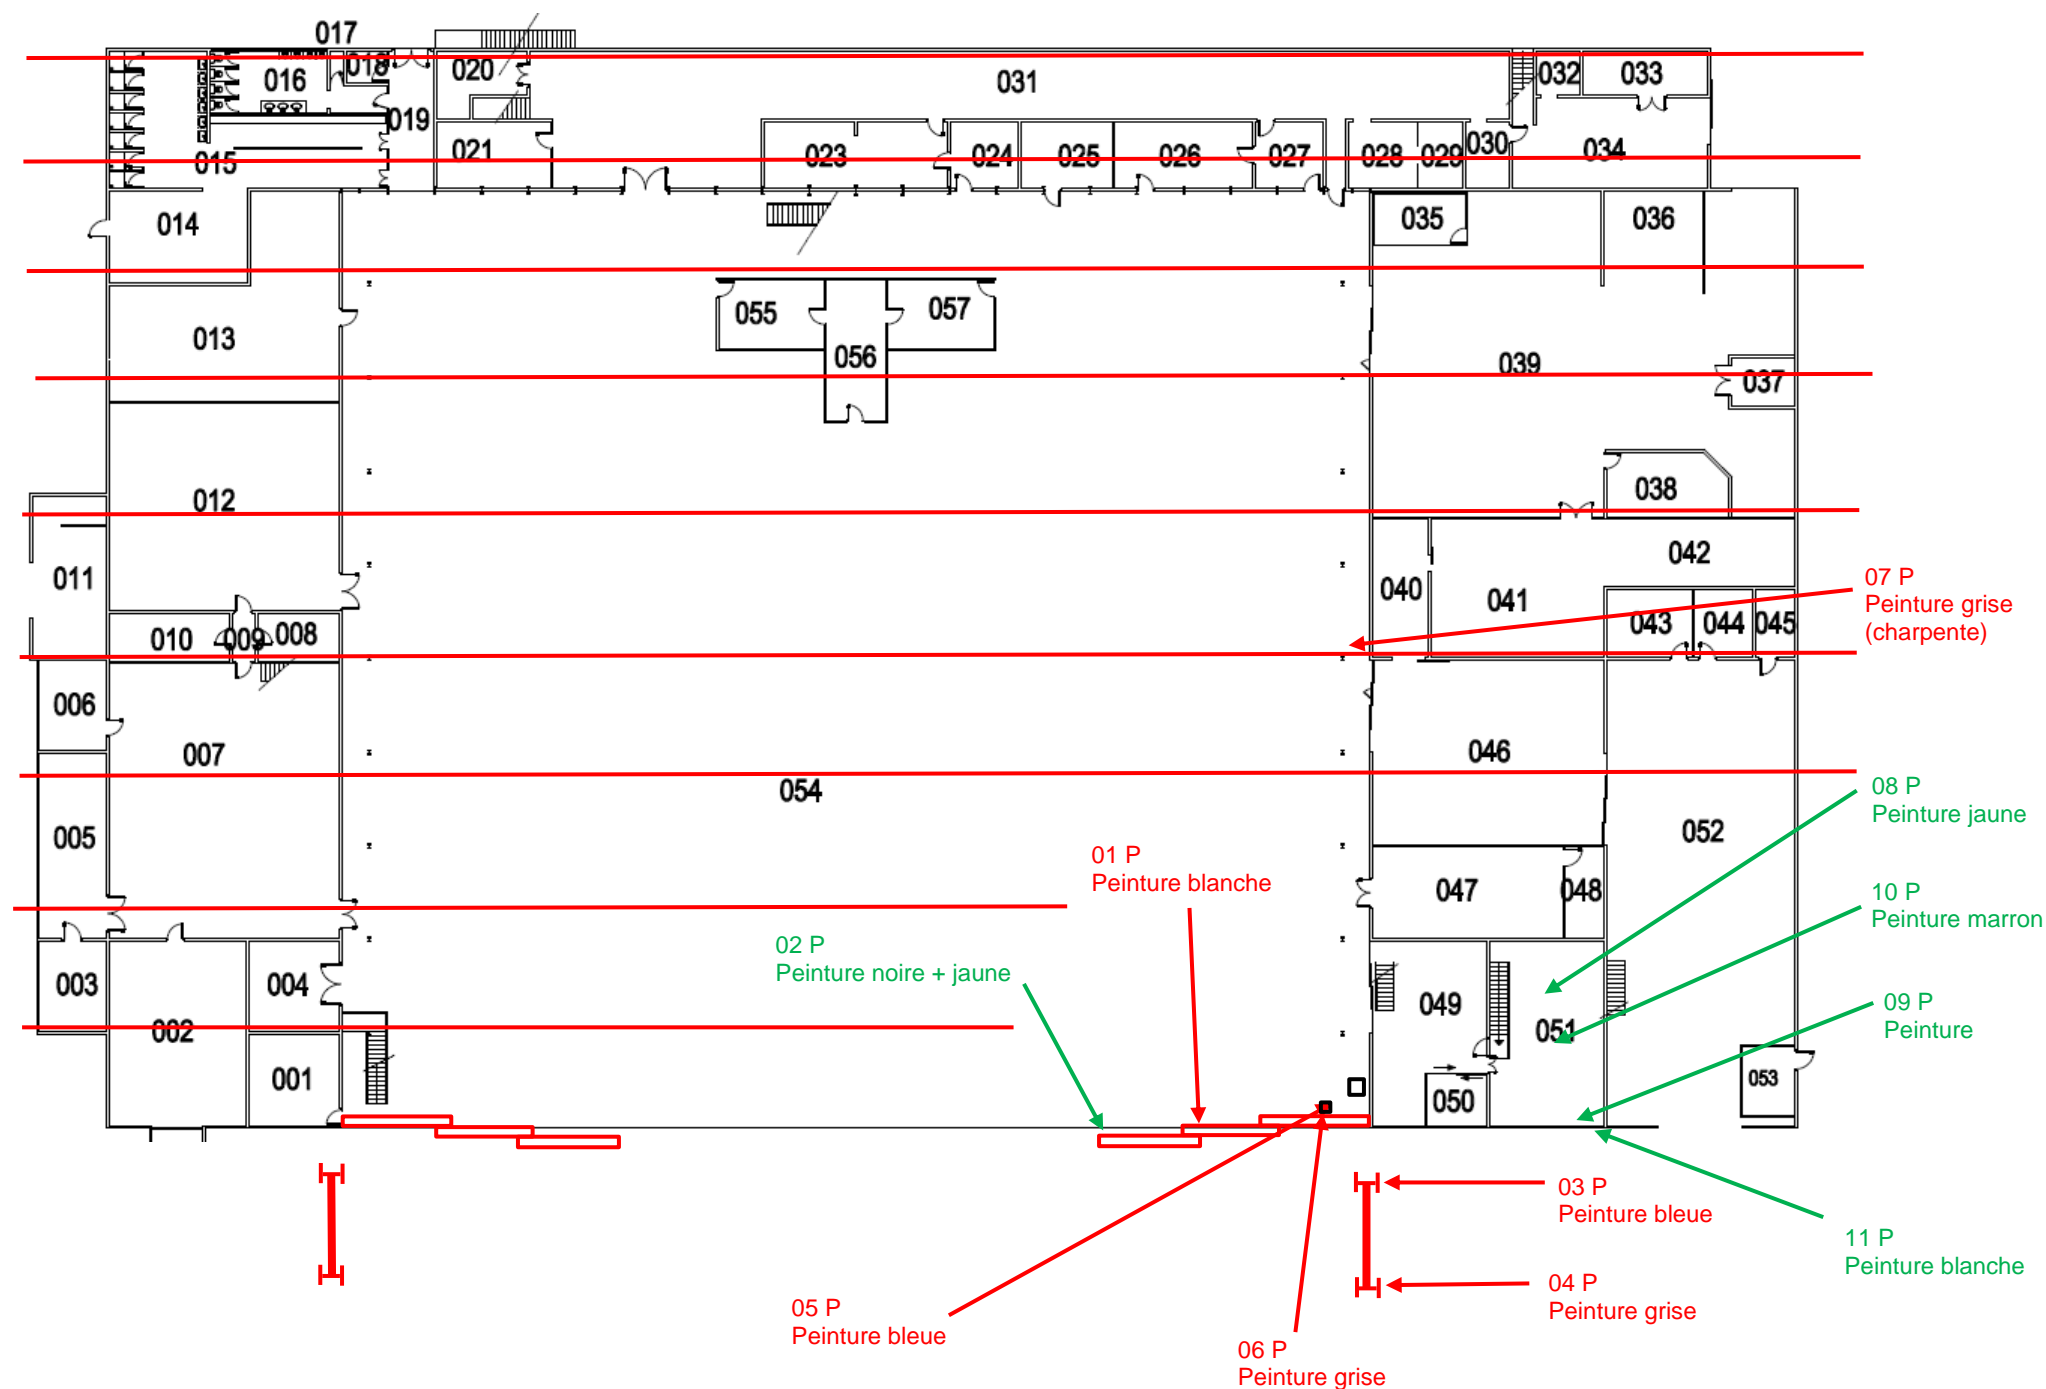 017
016
018
020
031
032
033
019
015
021
023
024
025
026
027
028
029
030
034
014
035
036
013
055
056
057
039
037
012
038
011
042
040
041
07 P
Peinture grise
(charpente)
010
009
008
043
044
045
006
007
046
054
08 P
Peinture jaune
005
052
01 P
Peinture blanche
047
048
10 P
Peinture marron
02 P
Peinture noire + jaune
003
004
049
09 P
Peinture
002
051
001
050
053
03 P
Peinture bleue
11 P
Peinture blanche
04 P
Peinture grise
05 P
Peinture bleue
06 P
Peinture grise